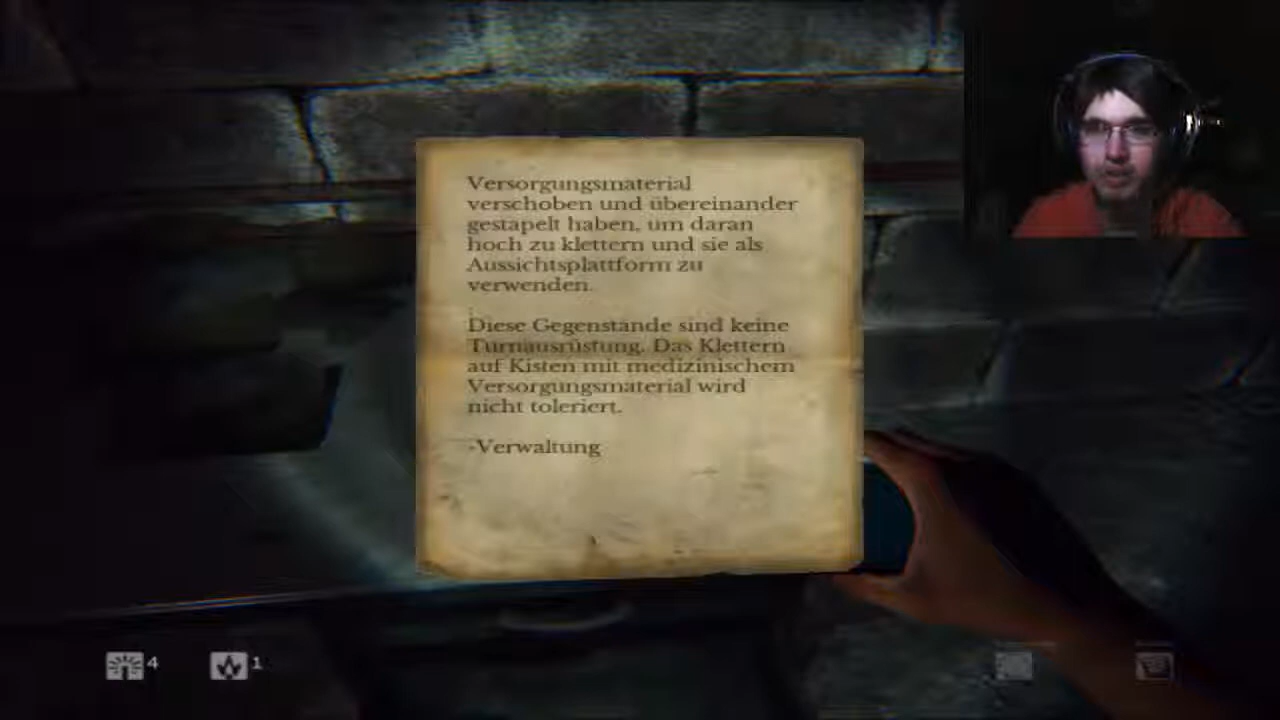 Versorgungsmaterial
verschoben und übereinander
gestapelt haben, um daran
hoch zu klettern und sie als
Aussichtsplattform zu
verwenden.
Diese Gegenstände sind keine
Turnausrüstung. Das Klettern
auf Kisten mit medizinischem
Versorgungsmaterial wird
nicht toleriert.
-Verwaltung
4
1